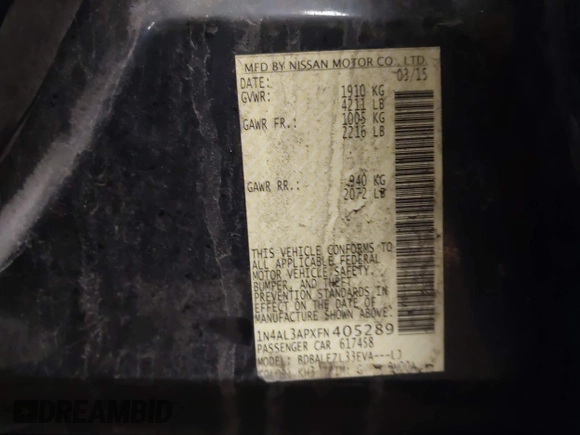 MFD BY NISSAN MOTOR CO., LTD.
DATE: 03/15
GVWR: 1910 KG
4211 LB
GAWR FR.: 1005 KG
2216 LB
GAWR RR.: 940 KG
2072 LB
THIS VEHICLE CONFORMS TO
ALL APPLICABLE FEDERAL
MOTOR VEHICLE SAFETY,
BUMPER, AND THEFT
PREVENTION STANDARDS IN
EFFECT ON THE DATE OF
MANUFACTURE SHOWN ABOVE:
1N4AL3APXFN405289
PASSENGER CAR 617458
MODEL: BDBALEZL33EVA---LJ
DREAMBID